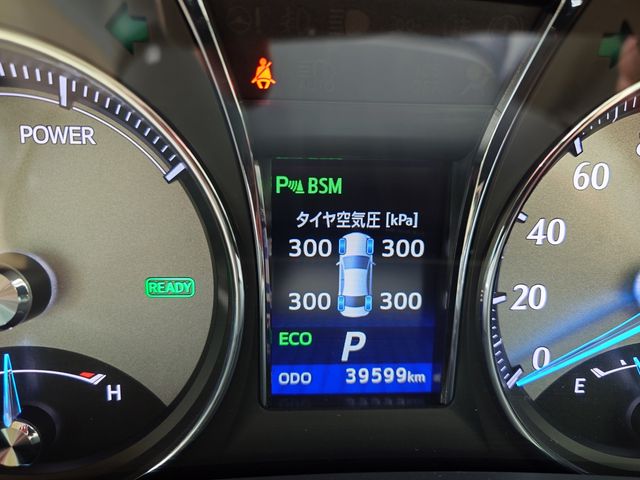 POWER
P BSM
タイヤ空気圧 [kPa]
300 300
300 300
READY
ECO P
ODO 39599km
H
60
40
20
0
E